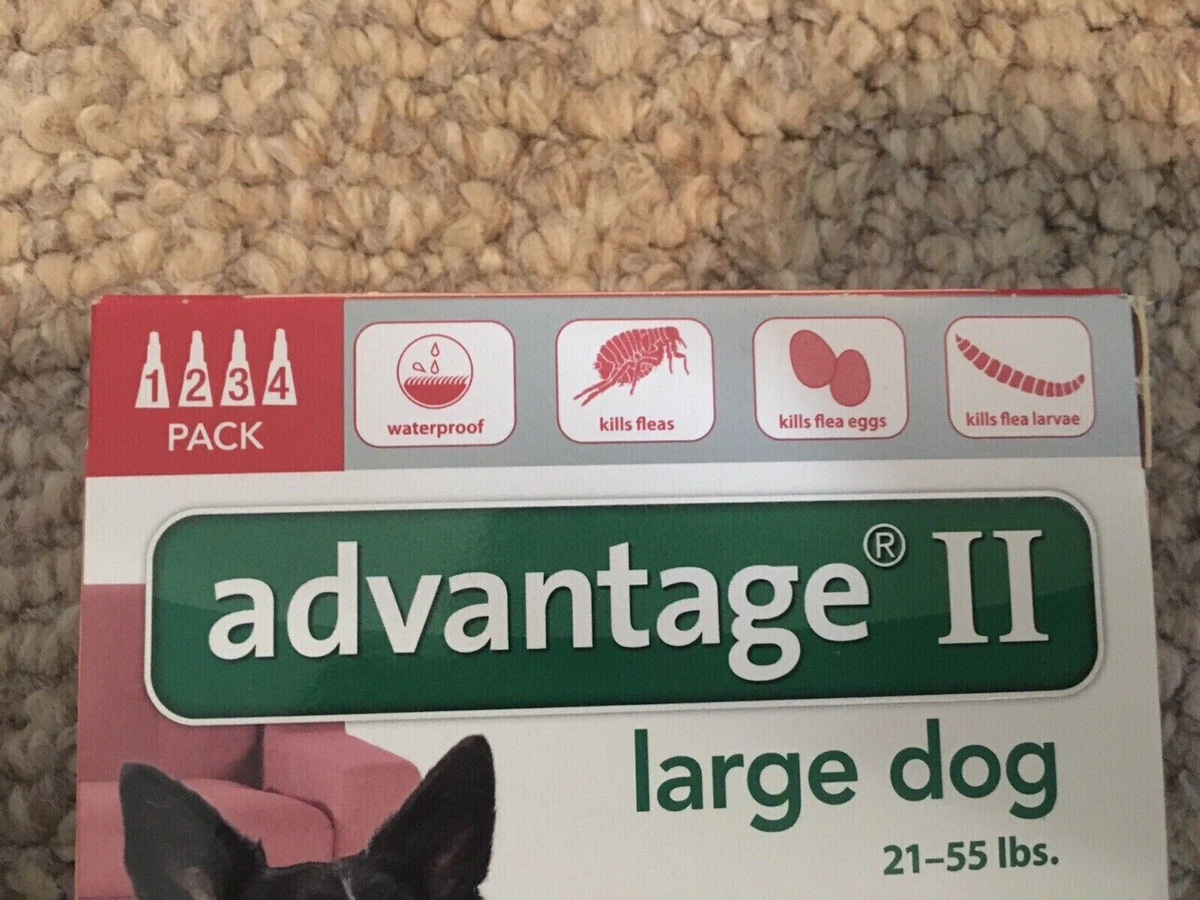 1 2 3 4
PACK
waterproof
kills fleas
kills flea eggs
kills flea larvae
advantage® II
large dog
21–55 lbs.